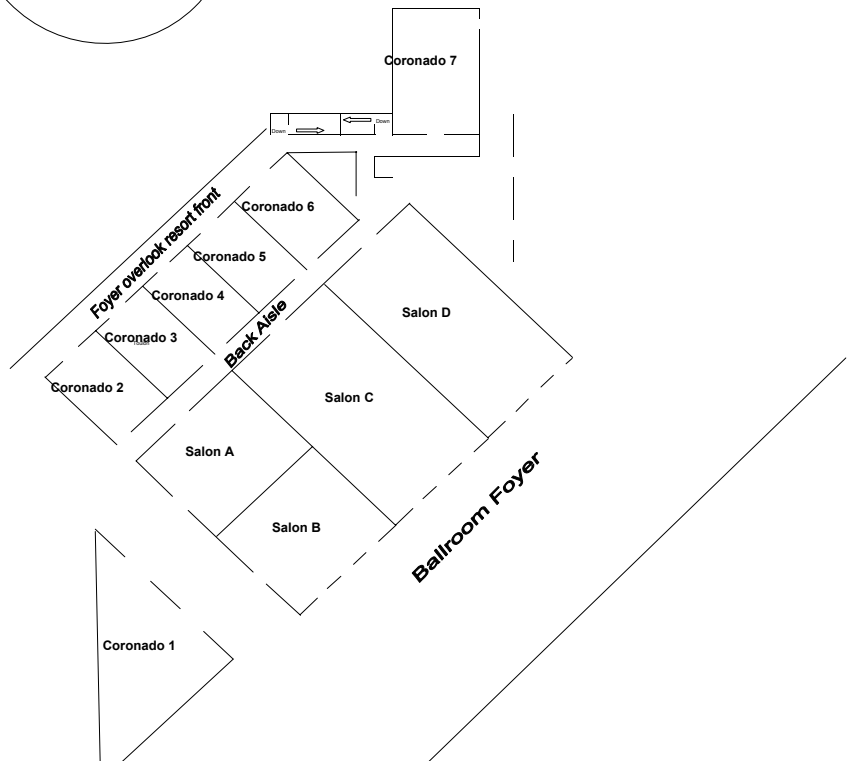 Coronado 7
Down
Down
Coronado 6
Foyer overlook resort front
Coronado 5
Coronado 4
Salon D
Back Aisle
Coronado 3
Coronado 2
Salon C
Salon A
Ballroom Foyer
Salon B
Coronado 1